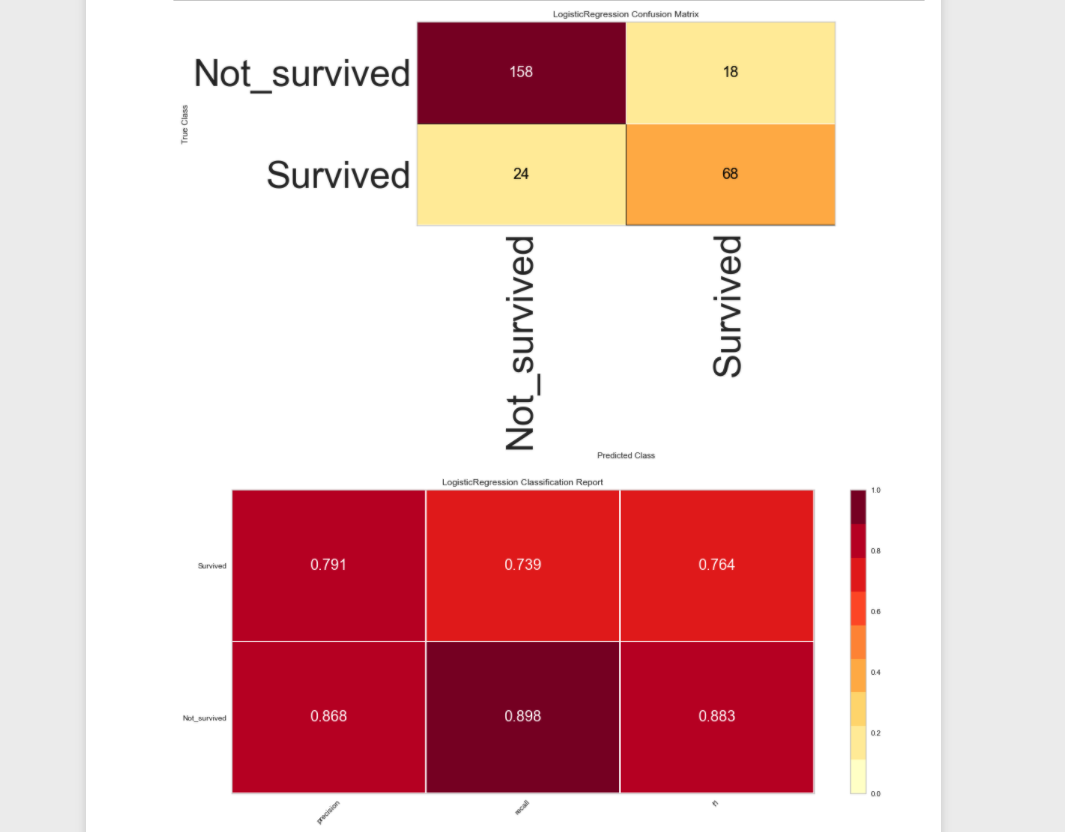 LogisticRegression Confusion Matrix
Not_survived
158
18
True Class
Survived
24
68
Not_survived
Survived
Predicted Class
LogisticRegression Classification Report
1.0
0.8
0.6
0.4
0.2
0.0
Survived
0.791
0.739
0.764
Not_survived
0.868
0.898
0.883
precision
recall
f1